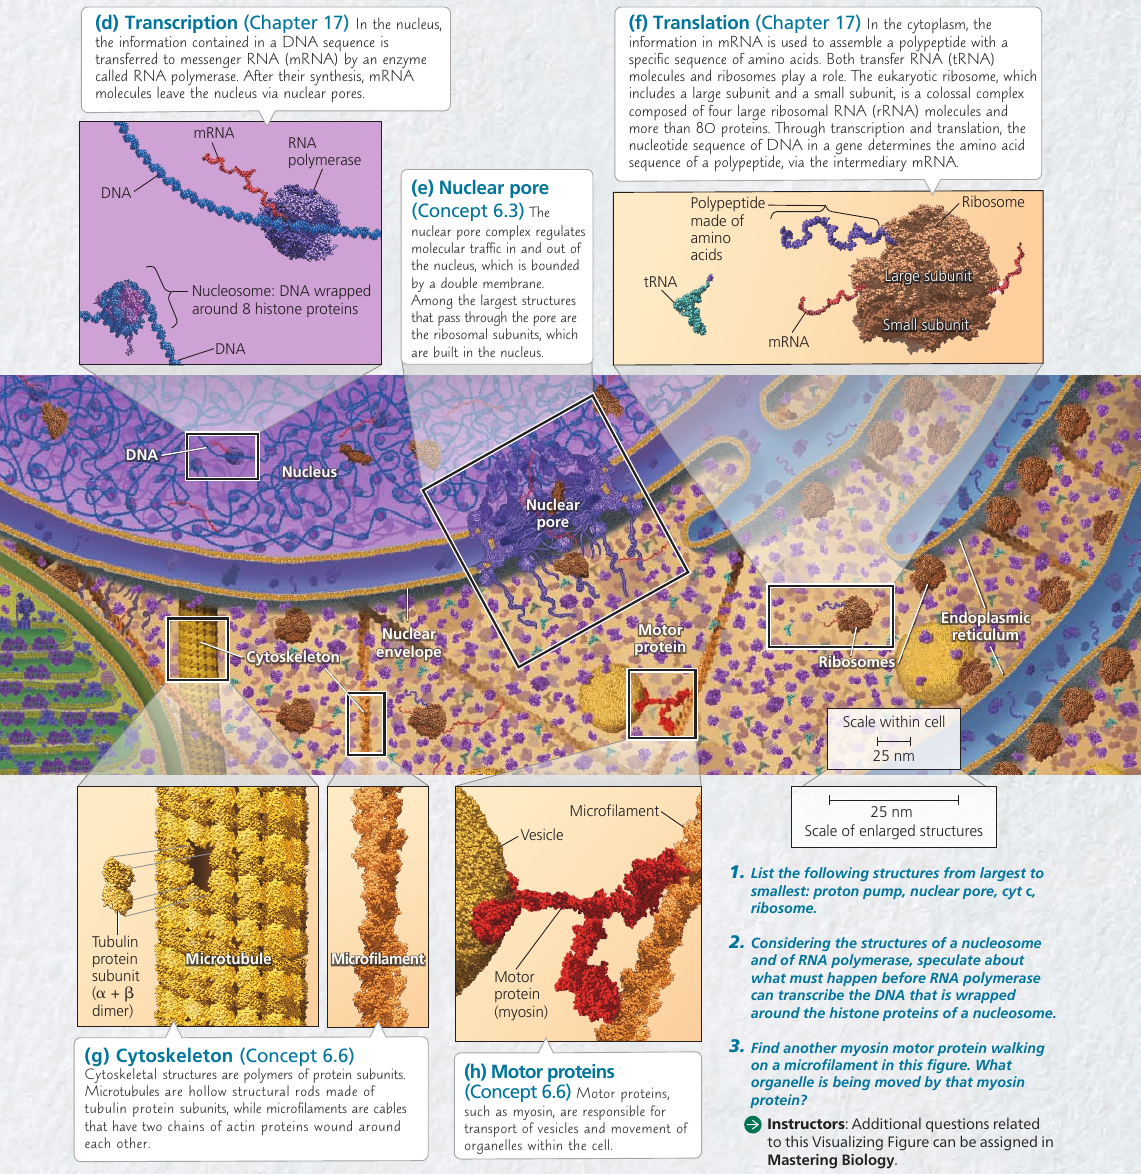 (d) Transcription (Chapter 17) In the nucleus,
the information contained in a DNA sequence is
transferred to messenger RNA (mRNA) by an enzyme
called RNA polymerase. After their synthesis, mRNA
molecules leave the nucleus via nuclear pores.
mRNA
RNA
polymerase
DNA
Nucleosome: DNA wrapped
around 8 histone proteins
DNA
(e) Nuclear pore
(Concept 6.3) The
nuclear pore complex regulates
molecular traffic in and out of
the nucleus, which is bounded
by a double membrane.
Among the largest structures
that pass through the pore are
the ribosomal subunits, which
are built in the nucleus.
(f) Translation (Chapter 17) In the cytoplasm, the
information in mRNA is used to assemble a polypeptide with a
specific sequence of amino acids. Both transfer RNA (tRNA)
molecules and ribosomes play a role. The eukaryotic ribosome, which
includes a large subunit and a small subunit, is a colossal complex
composed of four large ribosomal RNA (rRNA) molecules and
more than 80 proteins. Through transcription and translation, the
nucleotide sequence of DNA in a gene determines the amino acid
sequence of a polypeptide, via the intermediary mRNA.
Polypeptide
made of
amino
acids
Ribosome
tRNA
Large subunit
Small subunit
mRNA
DNA
Nucleus
Nuclear
pore
Nuclear
envelope
Cytoskeleton
Motor
protein
Ribosomes
Endoplasmic
reticulum
Scale within cell
25 nm
25 nm
Scale of enlarged structures
Tubulin
protein
subunit
(α + β
dimer)
Microtubule
Microfilament
Vesicle
Microfilament
Motor
protein
(myosin)
(g) Cytoskeleton (Concept 6.6)
Cytoskeletal structures are polymers of protein subunits.
Microtubules are hollow structural rods made of
tubulin protein subunits, while microfilaments are cables
that have two chains of actin proteins wound around
each other.
(h) Motor proteins
(Concept 6.6) Motor proteins,
such as myosin, are responsible for
transport of vesicles and movement of
organelles within the cell.
1. List the following structures from largest to
smallest: proton pump, nuclear pore, cyt c,
ribosome.
2. Considering the structures of a nucleosome
and of RNA polymerase, speculate about
what must happen before RNA polymerase
can transcribe the DNA that is wrapped
around the histone proteins of a nucleosome.
3. Find another myosin motor protein walking
on a microfilament in this figure. What
organelle is being moved by that myosin
protein?
Instructors: Additional questions related
to this Visualizing Figure can be assigned in
Mastering Biology.